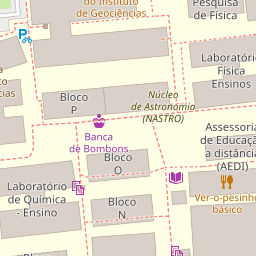 do Instituto
de Geociências
Pesquisa
de Física
Laboratório
Física
Ensinos
Bloco
P
Núcleo
de Astronomia
(NASTRO)
Banca
de Bombons
Assessoria
de Educação
a distância
(AEDI)
Bloco
O
Laboratório
de Química
- Ensino
Ver-o-pesinho
básico
Bloco
N